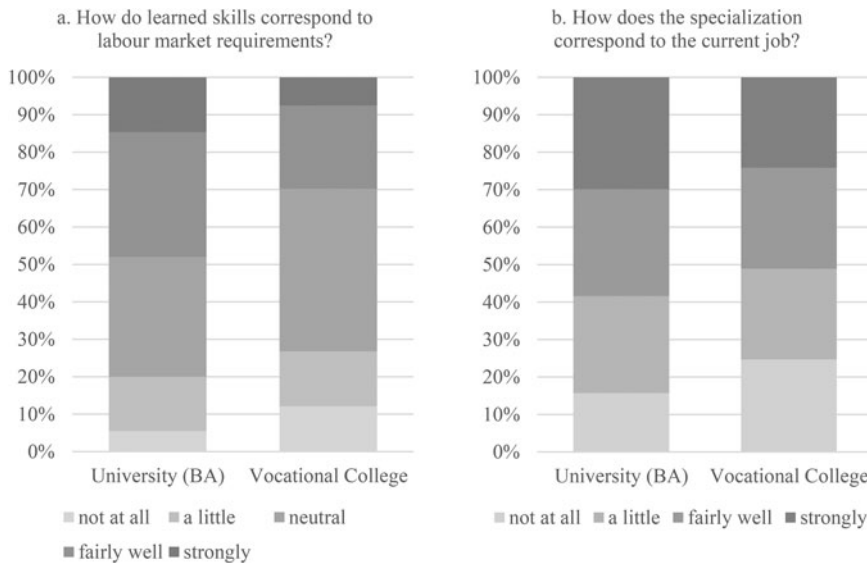 a. How do learned skills correspond to
labour market requirements?
100%
90%
80%
70%
60%
50%
40%
30%
20%
10%
0%
University (BA)
Vocational College
not at all
a little
neutral
fairly well
strongly
b. How does the specialization
correspond to the current job?
100%
90%
80%
70%
60%
50%
40%
30%
20%
10%
0%
University (BA)
Vocational College
not at all
a little
fairly well
strongly